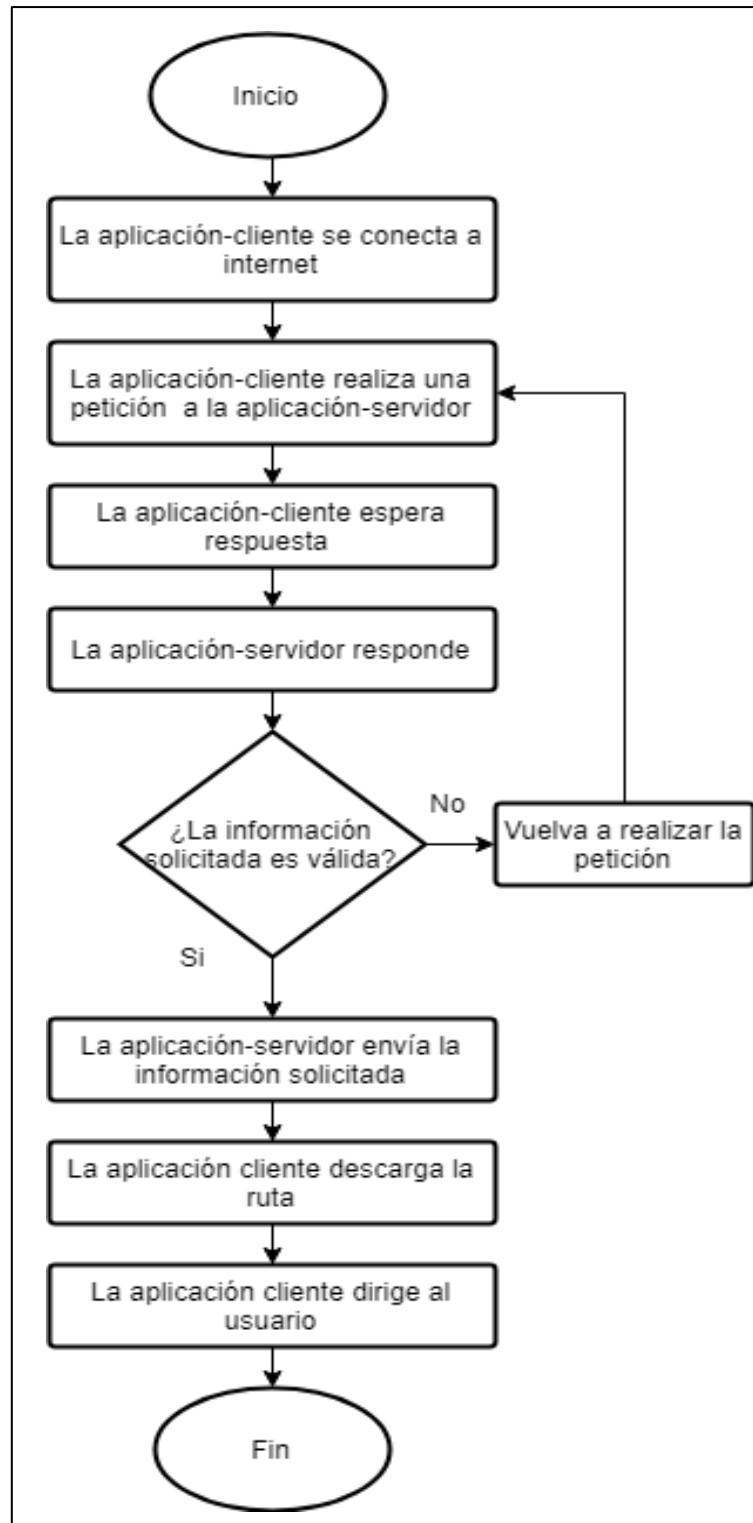 Inicio
La aplicación-cliente se conecta a
internet
La aplicación-cliente realiza una
petición a la aplicación-servidor
La aplicación-cliente espera
respuesta
La aplicación-servidor responde
¿La información
solicitada es válida?
No
Vuelva a realizar la
petición
Si
La aplicación-servidor envía la
información solicitada
La aplicación cliente descarga la
ruta
La aplicación cliente dirige al
usuario
Fin